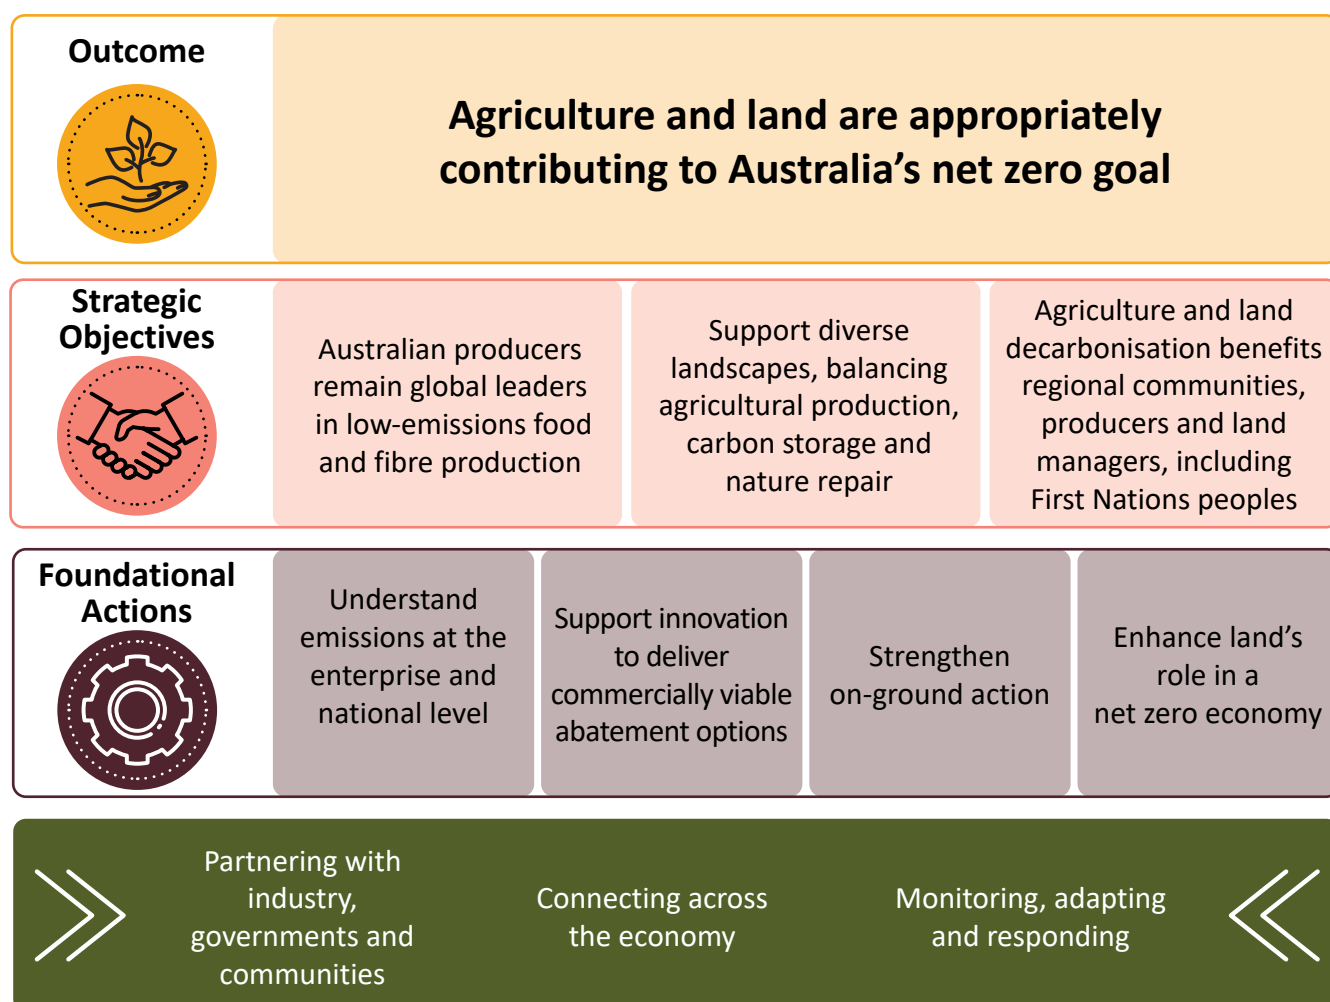 Outcome
Agriculture and land are appropriately
contributing to Australia’s net zero goal
Strategic
Objectives
Australian producers
remain global leaders
in low-emissions food
and fibre production
Support diverse
landscapes, balancing
agricultural production,
carbon storage and
nature repair
Agriculture and land
decarbonisation benefits
regional communities,
producers and land
managers, including
First Nations peoples
Foundational
Actions
Understand
emissions at the
enterprise and
national level
Support innovation
to deliver
commercially viable
abatement options
Strengthen
on-ground action
Enhance land’s
role in a
net zero economy
Partnering with
industry,
governments and
communities
Connecting across
the economy
Monitoring, adapting
and responding